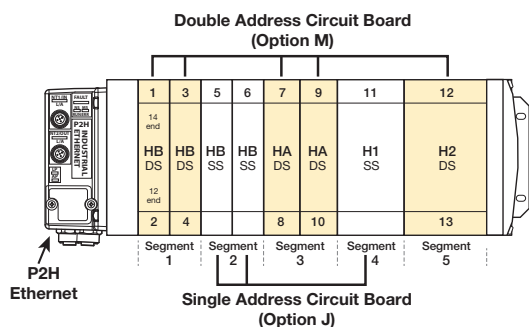 Double Address Circuit Board
(Option M)
1 3 5 6 7 9 11 12
14
end
HB HB HB HB HA HA H1 H2
DS DS SS SS DS DS SS DS
12
end
2 4 8 10 13
Segment Segment Segment Segment Segment
1 2 3 4 5
P2H
Ethernet
Single Address Circuit Board
(Option J)
L/A
FAULT
P2H
INDUSTRIAL
ETHERNET
L/A